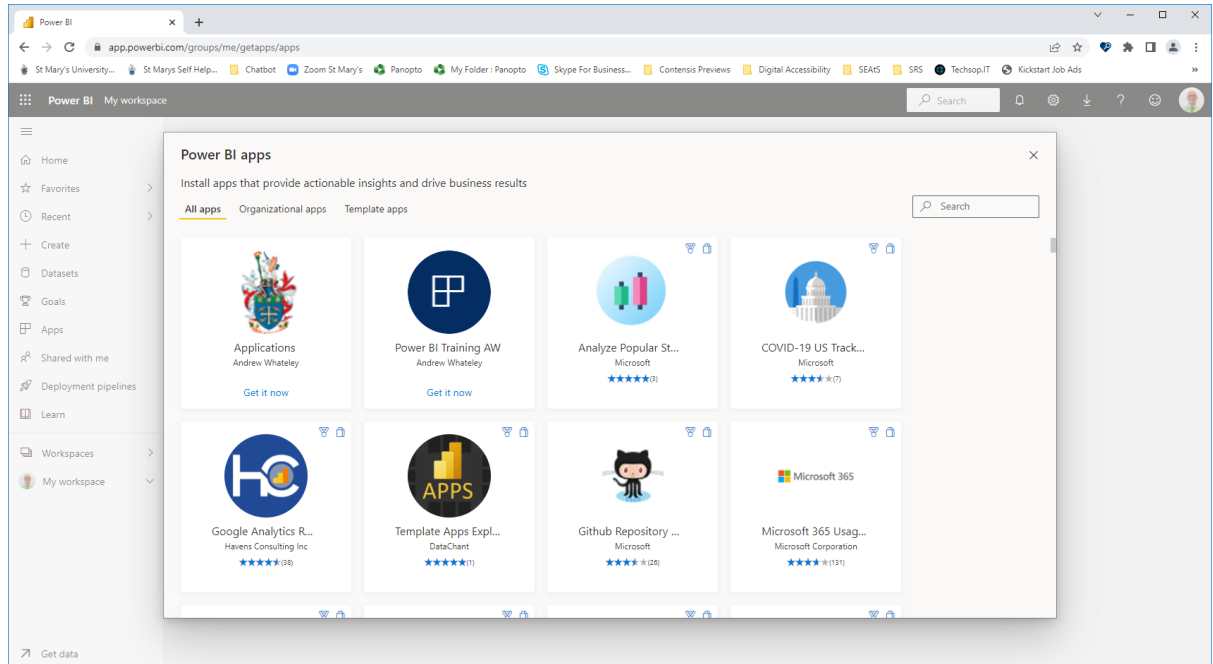 Power BI
app.powerbi.com/groups/me/getapps/apps
St Mary's University... St Marys Self Help... Chatbot Zoom St Mary's Panopto My Folder : Panopto Skype For Business... Contensis Previews Digital Accessibility SEAtS SRS Techsop.IT Kickstart Job Ads »
Power BI My workspace Search
Power BI apps
Install apps that provide actionable insights and drive business results
All apps Organizational apps Template apps Search
Home
Favorites
Recent
Create
Datasets
Goals
Apps
Shared with me
Deployment pipelines
Learn
Workspaces
My workspace
Get data
Applications
Andrew Whateley
Get it now
Power BI Training AW
Andrew Whateley
Get it now
Analyze Popular St...
Microsoft
(3)
COVID-19 US Track...
Microsoft
(7)
HC
Google Analytics R...
Havens Consulting Inc
(38)
APPS
Template Apps Expl...
DataChant
(1)
Github Repository ...
Microsoft
(26)
Microsoft 365
Microsoft 365 Usag...
Microsoft Corporation
(131)